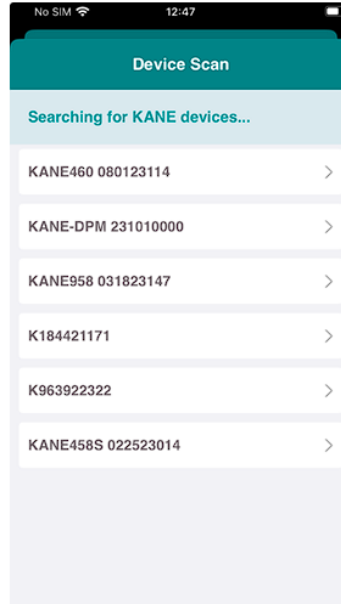 No SIM 12:47
Device Scan
Searching for KANE devices...
KANE460 080123114
KANE-DPM 231010000
KANE958 031823147
K184421171
K963922322
KANE458S 022523014